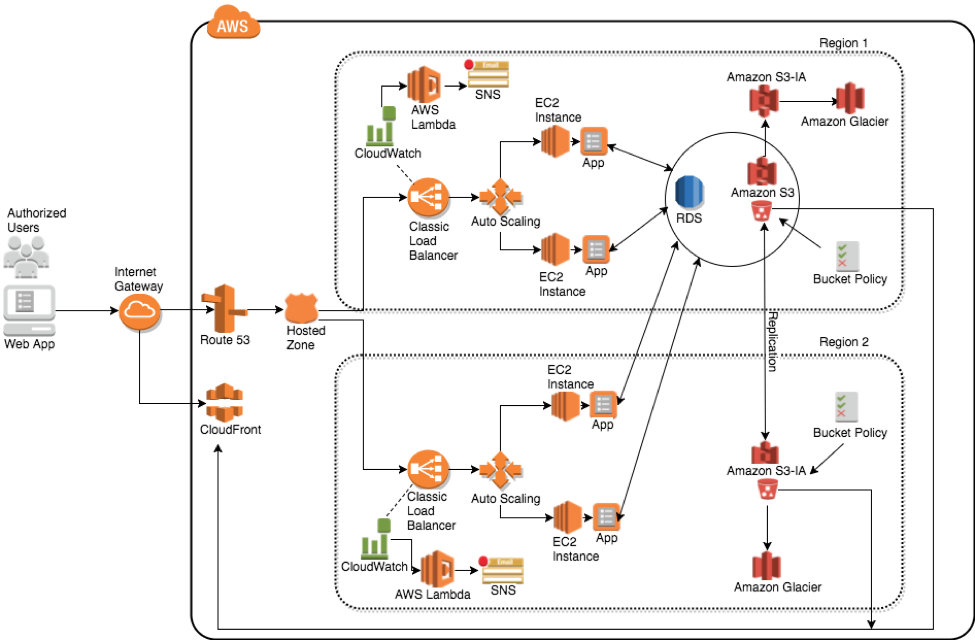 AWS
Region 1
Email
SNS
AWS
Lambda
CloudWatch
Classic
Load
Balancer
Auto Scaling
EC2
Instance
App
EC2
Instance
App
RDS
Amazon S3-IA
Amazon Glacier
Amazon S3
Bucket Policy
Authorized
Users
Web App
Internet
Gateway
Route 53
Hosted
Zone
CloudFront
Replication
Region 2
EC2
Instance
App
Classic
Load
Balancer
Auto Scaling
EC2
Instance
App
CloudWatch
AWS Lambda
Email
SNS
Bucket Policy
Amazon S3-IA
Amazon Glacier